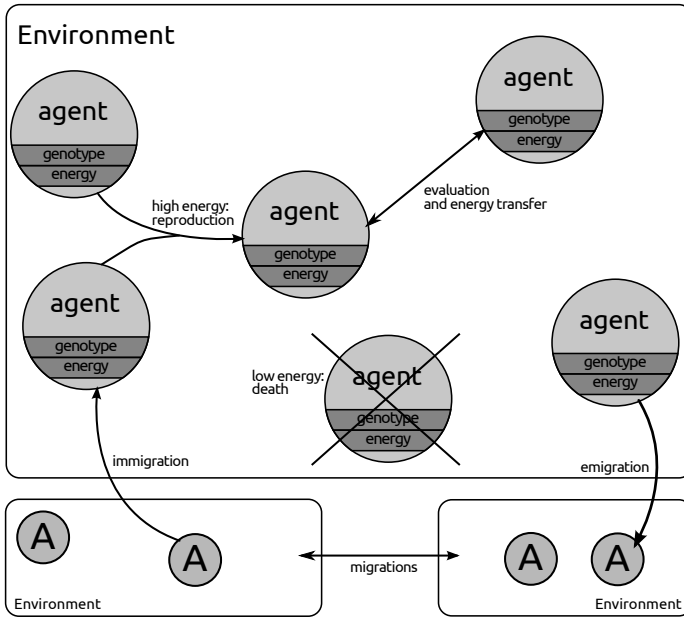 Environment
agent
genotype
energy
agent
genotype
energy
high energy:
reproduction
agent
genotype
energy
evaluation
and energy transfer
agent
genotype
energy
low energy:
death
agent
genotype
energy
agent
genotype
energy
immigration
emigration
A
A
Environment
migrations
A
A
Environment